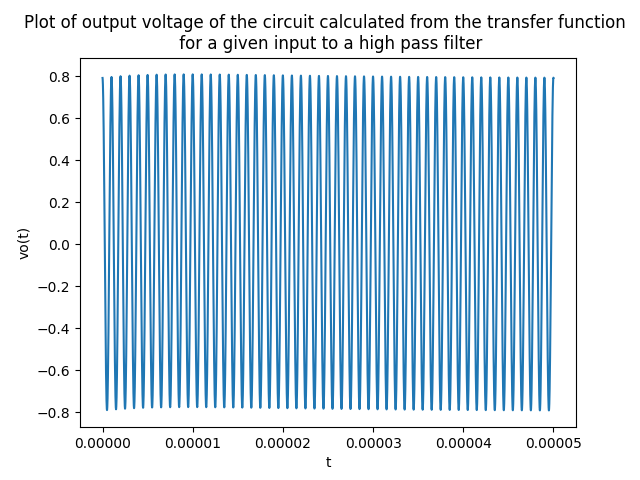 Plot of output voltage of the circuit calculated from the transfer function
for a given input to a high pass filter
0.8
0.6
0.4
0.2
0.0
−0.2
−0.4
−0.6
−0.8
vo(t)
0.00000 0.00001 0.00002 0.00003 0.00004 0.00005
t